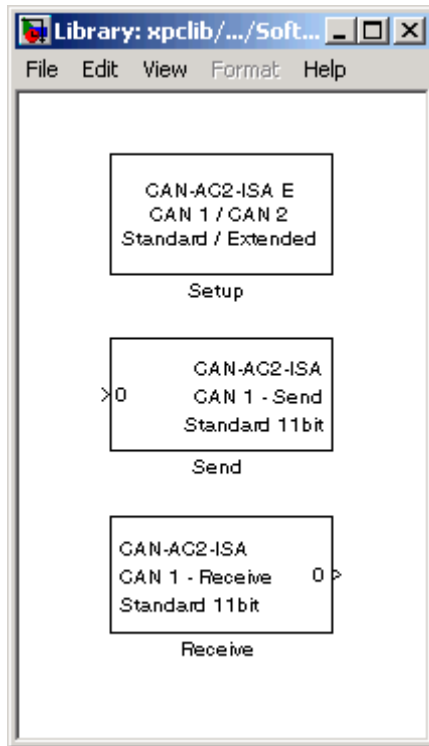 Library: xpclib/.../Soft...
File Edit View Format Help
CAN-AC2-ISA E
CAN 1 / CAN 2
Standard / Extended
Setup
CAN-AC2-ISA
0 CAN 1 - Send
Standard 11bit
Send
CAN-AC2-ISA
CAN 1 - Receive 0
Standard 11bit
Receive